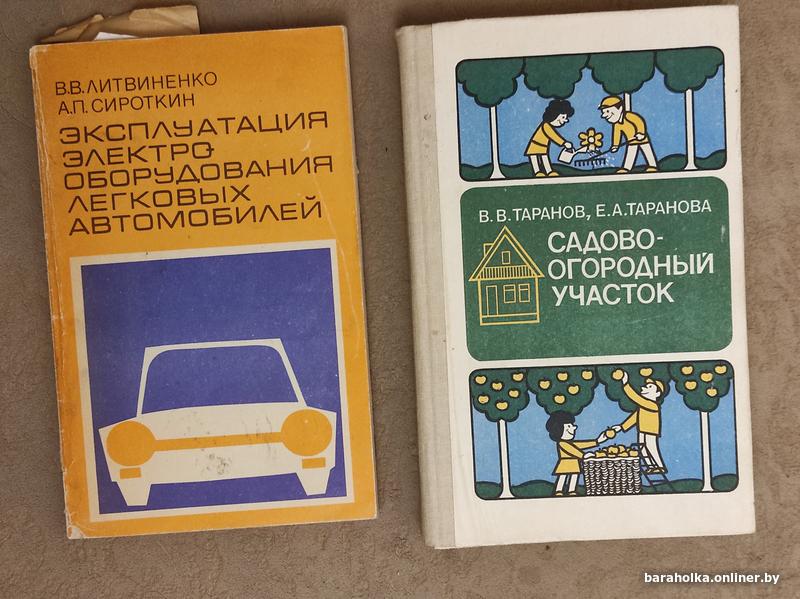 В.В.ЛИТВИНЕНКО
А.П.СИРОТКИН
ЭКСПЛУАТАЦИЯ
ЭЛЕКТРО-
ОБОРУДОВАНИЯ
ЛЕГКОВЫХ
АВТОМОБИЛЕЙ
В.В.ТАРАНОВ, Е.А.ТАРАНОВА
САДОВО-
ОГОРОДНЫЙ
УЧАСТОК
baraholka.onliner.by